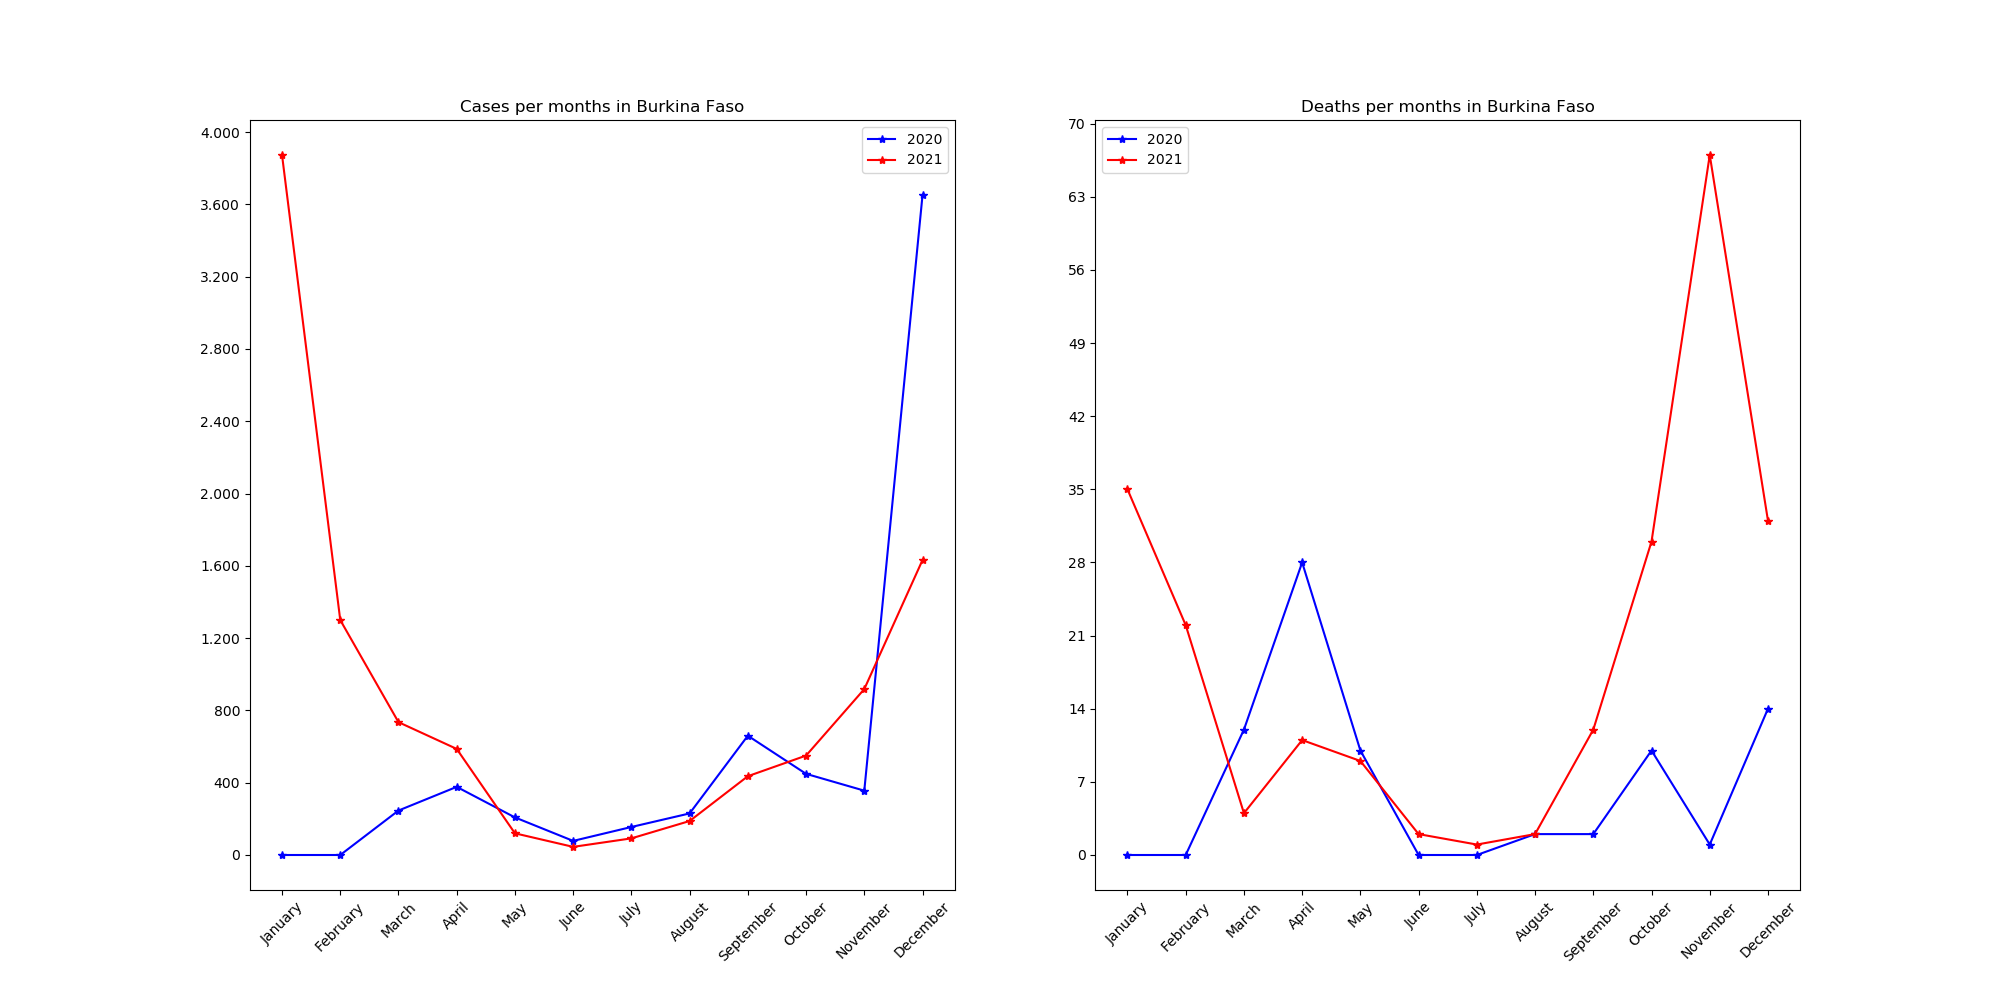 Cases per months in Burkina Faso
4.000
3.600
3.200
2.800
2.400
2.000
1.600
1.200
800
400
0
2020
2021
January
February
March
April
May
June
July
August
September
October
November
December
Deaths per months in Burkina Faso
70
63
56
49
42
35
28
21
14
7
0
2020
2021
January
February
March
April
May
June
July
August
September
October
November
December